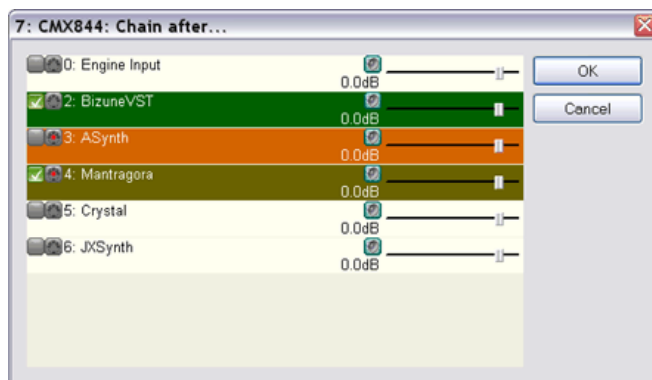 7: CMX844: Chain after...
0: Engine Input
0.0dB
OK
2: BizuneVST
0.0dB
Cancel
3: ASynth
0.0dB
4: Mantragora
0.0dB
5: Crystal
0.0dB
6: JXSynth
0.0dB